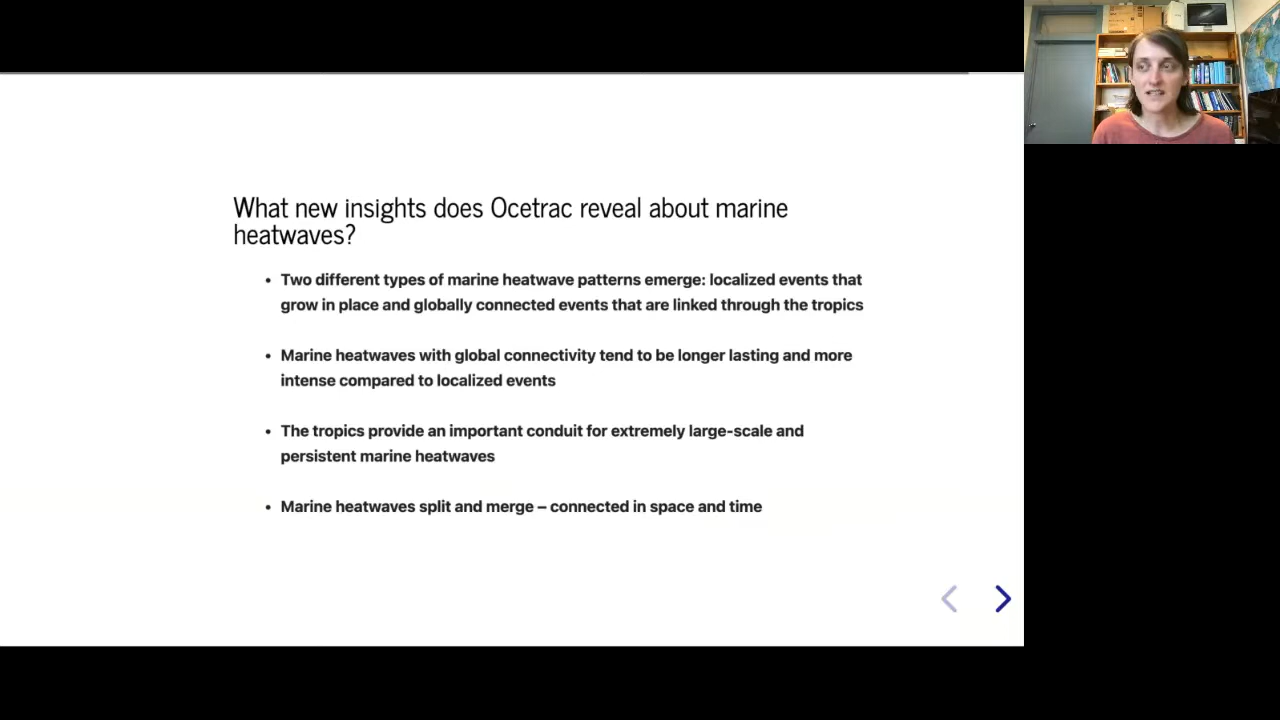 What new insights does Ocetrac reveal about marine
heatwaves?
• Two different types of marine heatwave patterns emerge: localized events that
grow in place and globally connected events that are linked through the tropics
• Marine heatwaves with global connectivity tend to be longer lasting and more
intense compared to localized events
• The tropics provide an important conduit for extremely large-scale and
persistent marine heatwaves
• Marine heatwaves split and merge – connected in space and time